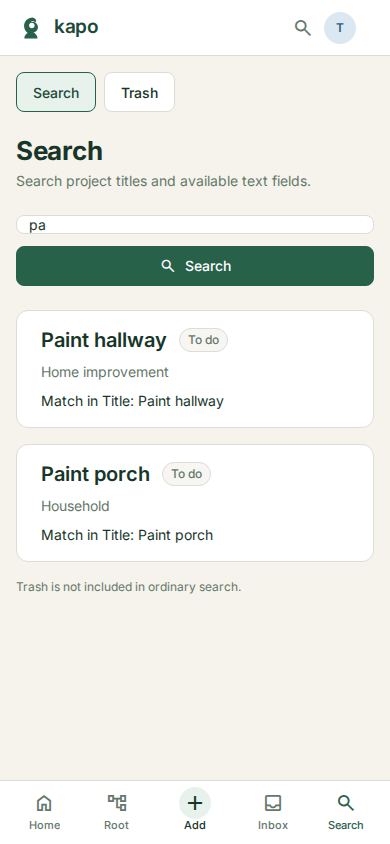 kapo
T
Search
Trash
Search
Search project titles and available text fields.
pa
Search
Paint hallway
To do
Home improvement
Match in Title: Paint hallway
Paint porch
To do
Household
Match in Title: Paint porch
Trash is not included in ordinary search.
Home
Root
Add
Inbox
Search